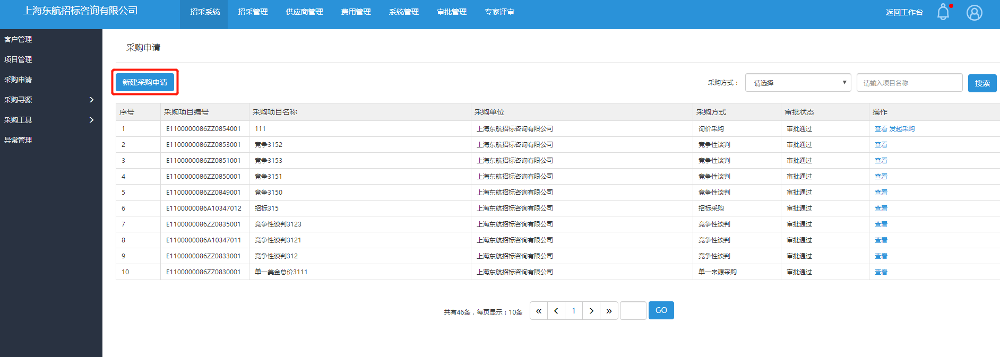 上海东航招标咨询有限公司 招采系统 招采管理 供应商管理 费用管理 系统管理 审批管理 专家评审 返回工作台
客户管理
项目管理
采购申请
采购寻源
采购工具
异常管理
采购申请
新建采购申请 采购方式： 请选择 请输入项目名称 搜索
序号 采购项目编号 采购项目名称 采购单位 采购方式 审批状态 操作
1 E1100000086ZZ0854001 111 上海东航招标咨询有限公司 询价采购 审批通过 查看 发起采购
2 E1100000086ZZ0853001 竞争3152 上海东航招标咨询有限公司 竞争性谈判 审批通过 查看
3 E1100000086ZZ0851001 竞争3153 上海东航招标咨询有限公司 竞争性谈判 审批通过 查看
4 E1100000086ZZ0850001 竞争3151 上海东航招标咨询有限公司 竞争性谈判 审批通过 查看
5 E1100000086ZZ0849001 竞争3150 上海东航招标咨询有限公司 竞争性谈判 审批通过 查看
6 E1100000086A10347012 招标315 上海东航招标咨询有限公司 招标采购 审批通过 查看
7 E1100000086ZZ0835001 竞争性谈判3123 上海东航招标咨询有限公司 竞争性谈判 审批通过 查看
8 E1100000086A10347011 竞争性谈判3121 上海东航招标咨询有限公司 竞争性谈判 审批通过 查看
9 E1100000086ZZ0833001 竞争性谈判312 上海东航招标咨询有限公司 竞争性谈判 审批通过 查看
10 E1100000086ZZ0830001 单一美金总价3111 上海东航招标咨询有限公司 单一来源采购 审批通过 查看
共有46条，每页显示：10条 « < 1 > » GO